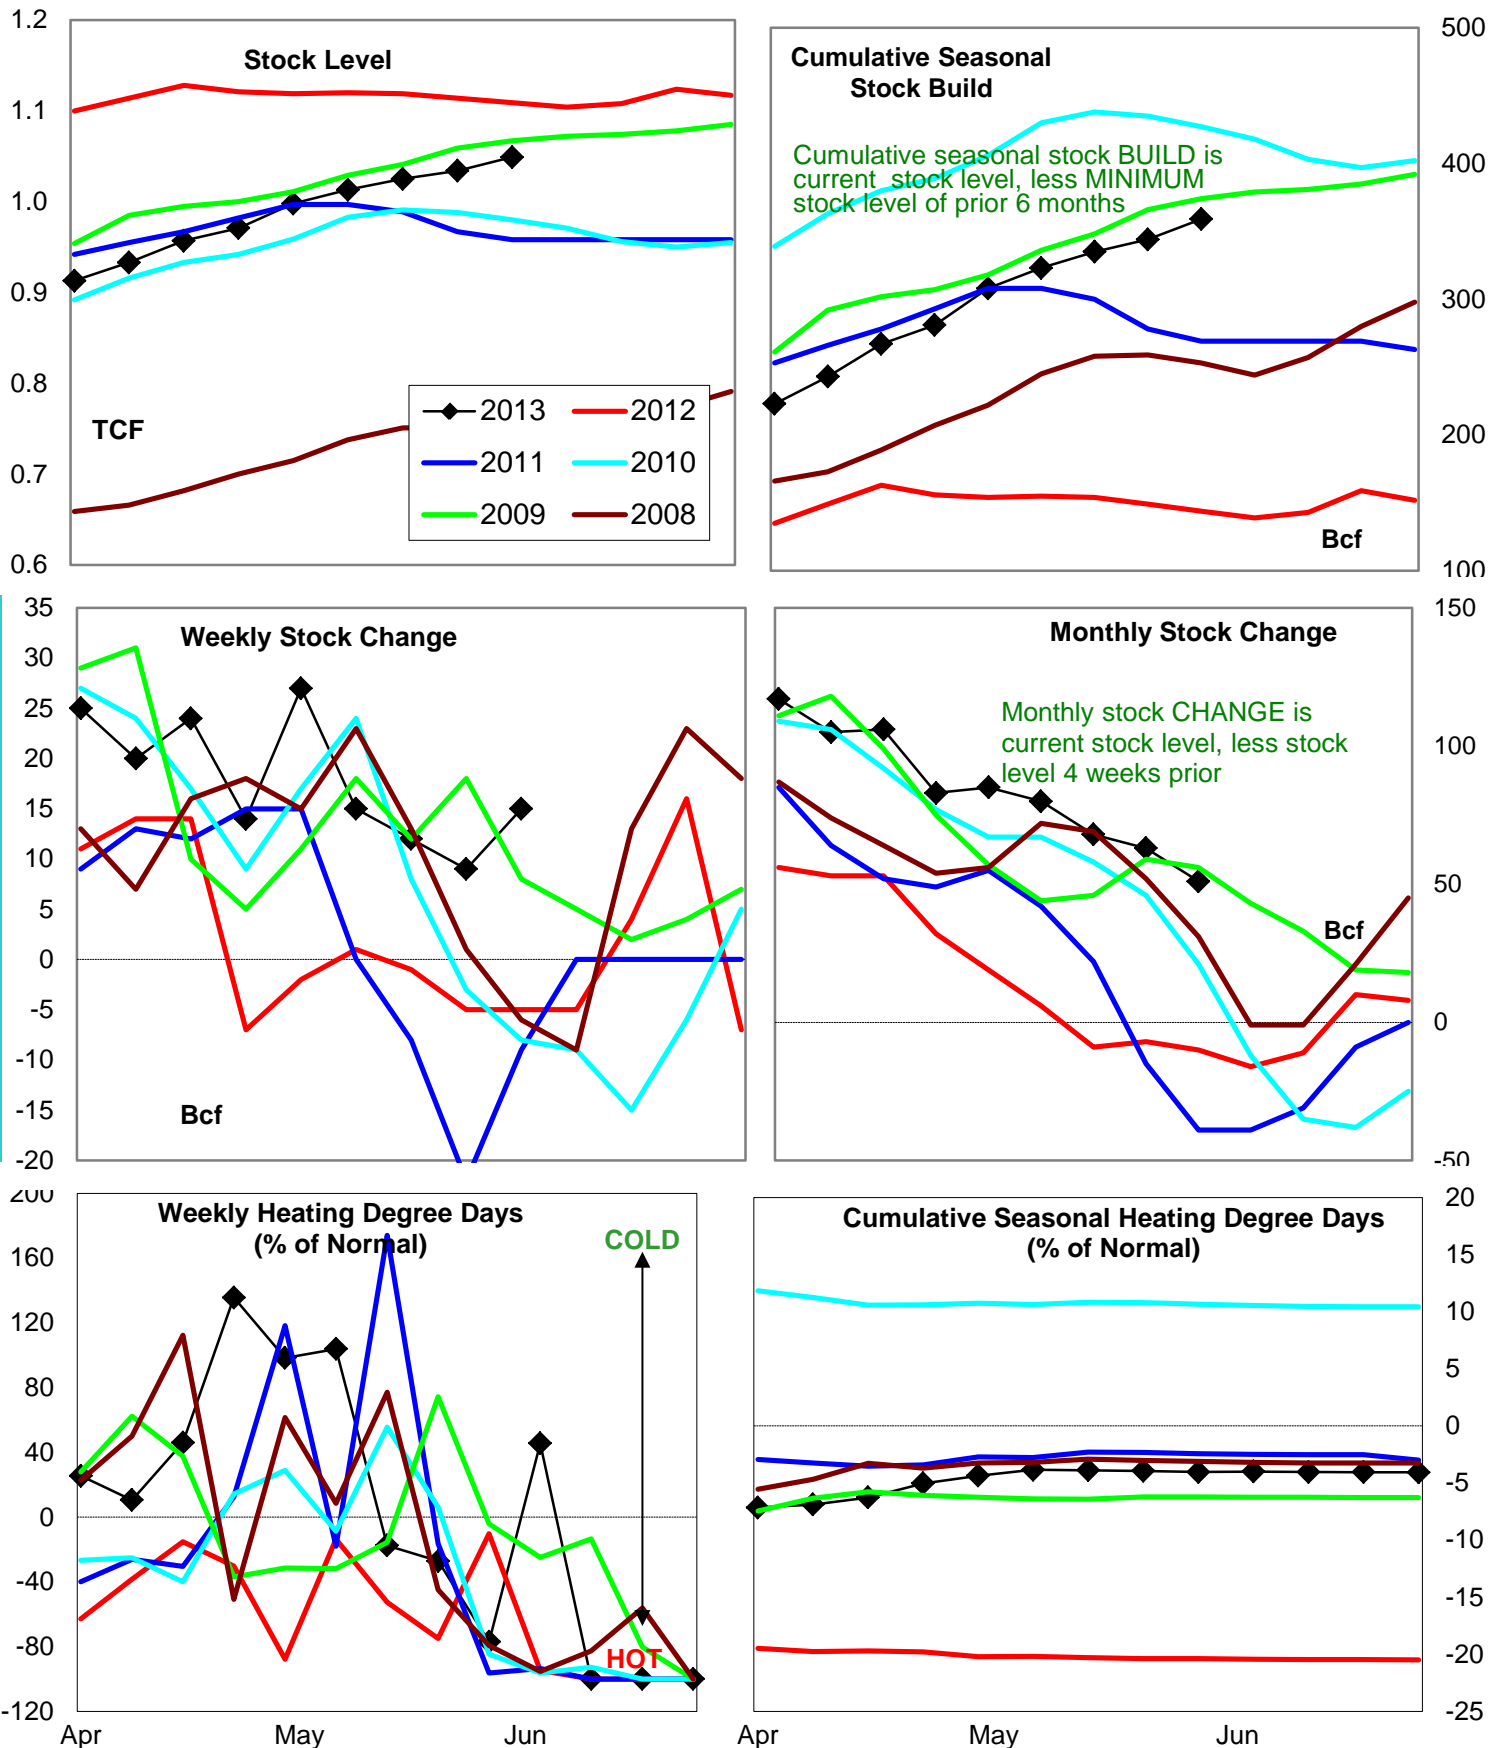 1.2
1.1
1.0
0.9
0.8
0.7
0.6
Stock Level
TCF
2013
2012
2011
2010
2009
2008
Cumulative Seasonal
Stock Build
Cumulative seasonal stock BUILD is
current stock level, less MINIMUM
stock level of prior 6 months
Bcf
500
400
300
200
100
35
30
25
20
15
10
5
0
-5
-10
-15
-20
Weekly Stock Change
Bcf
Monthly Stock Change
Monthly stock CHANGE is
current stock level, less stock
level 4 weeks prior
Bcf
150
100
50
0
-50
200
160
120
80
40
0
-40
-80
-120
Weekly Heating Degree Days
(% of Normal)
COLD
HOT
Apr
May
Jun
Cumulative Seasonal Heating Degree Days
(% of Normal)
20
15
10
5
0
-5
-10
-15
-20
-25
Apr
May
Jun